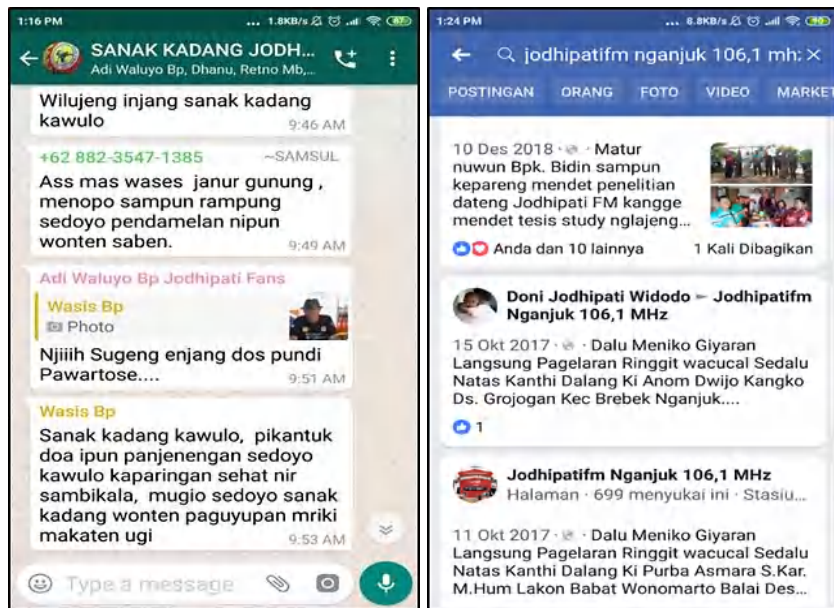 1:16 PM
... 1.8KB/s
87
SANAK KADANG JODH...
Adi Waluyo Bp, Dhanu, Retno Mb,...
Wilujeng injang sanak kadang
kawulo
9:46 AM
+62 882-3547-1385 ~SAMSUL
Ass mas wases janur gunung ,
menopo sampun rampung
sedoyo pendamelan nipun
wonten saben.
9:49 AM
Adi Waluyo Bp Jodhipati Fans
Wasis Bp
Photo
Njiiih Sugeng enjang dos pundi
Pawartose....
9:51 AM
Wasis Bp
Sanak kadang kawulo, pikantuk
doa ipun panjenengan sedoyo
kawulo kaparingan sehat nir
sambikala, mugio sedoyo sanak
kadang wonten paguyupan mriki
makaten ugi
9:53 AM
Type a message
1:24 PM
... 8.8KB/s
jodhipatifm nganjuk 106,1 mh:
POSTINGAN ORANG FOTO VIDEO MARKET
10 Des 2018 · Matur
nuwun Bpk. Bidin sampun
kepareng mendet penelitian
dateng Jodhipati FM kangge
mendet tesis study nglajeng...
Anda dan 10 lainnya 1 Kali Dibagikan
Doni Jodhipati Widodo ► Jodhipatifm
Nganjuk 106,1 MHz
15 Okt 2017 · Dalu Meniko Giyaran
Langsung Pagelaran Ringgit wacucal Sedalu
Natas Kanthi Dalang Ki Anom Dwijo Kangko
Ds. Grojogan Kec Brebek Nganjuk....
1
Jodhipatifm Nganjuk 106,1 MHz
Halaman · 699 menyukai ini · Stasiu...
11 Okt 2017 · Dalu Meniko Giyaran
Langsung Pagelaran Ringgit wacucal Sedalu
Natas Kanthi Dalang Ki Purba Asmara S.Kar.
M.Hum Lakon Babat Wonomarto Balai Des...